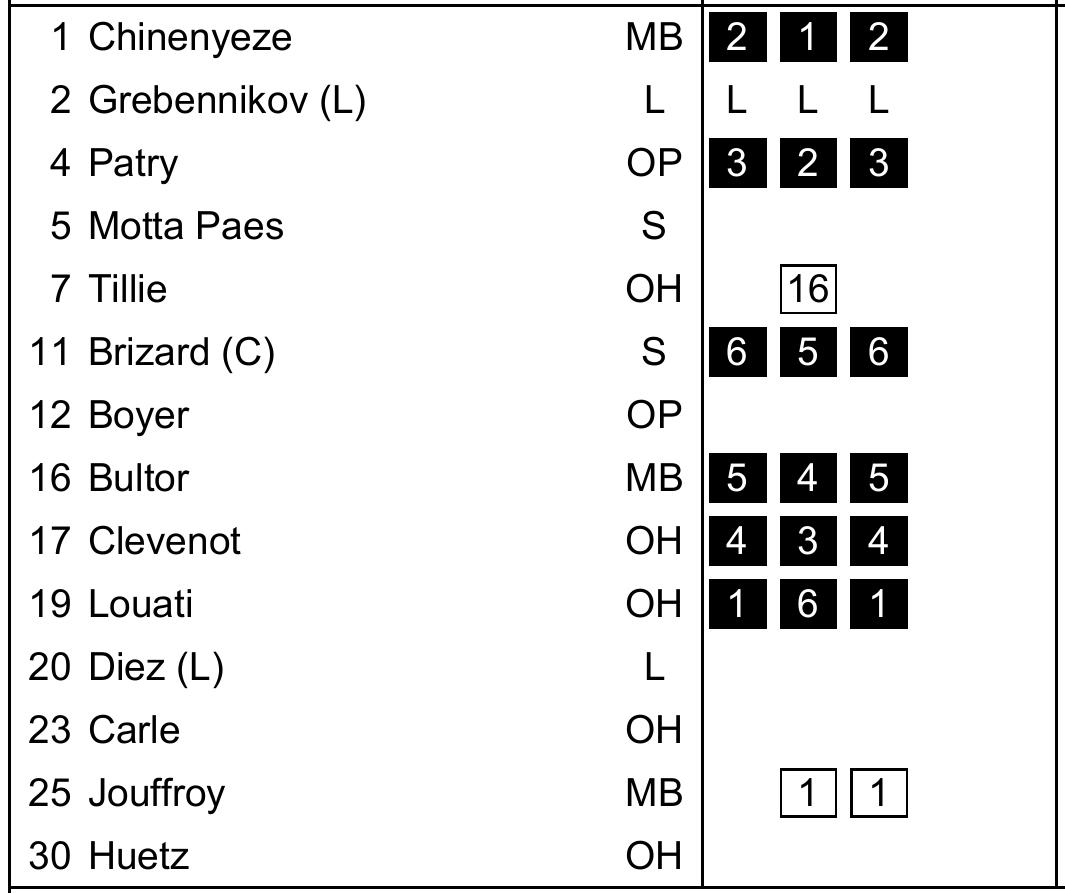 1 Chinenyeze MB 2 1 2
2 Grebennikov (L) L L L L
4 Patry OP 3 2 3
5 Motta Paes S
7 Tillie OH 16
11 Brizard (C) S 6 5 6
12 Boyer OP
16 Bultor MB 5 4 5
17 Clevenot OH 4 3 4
19 Louati OH 1 6 1
20 Diez (L) L
23 Carle OH
25 Jouffroy MB 1 1
30 Huetz OH